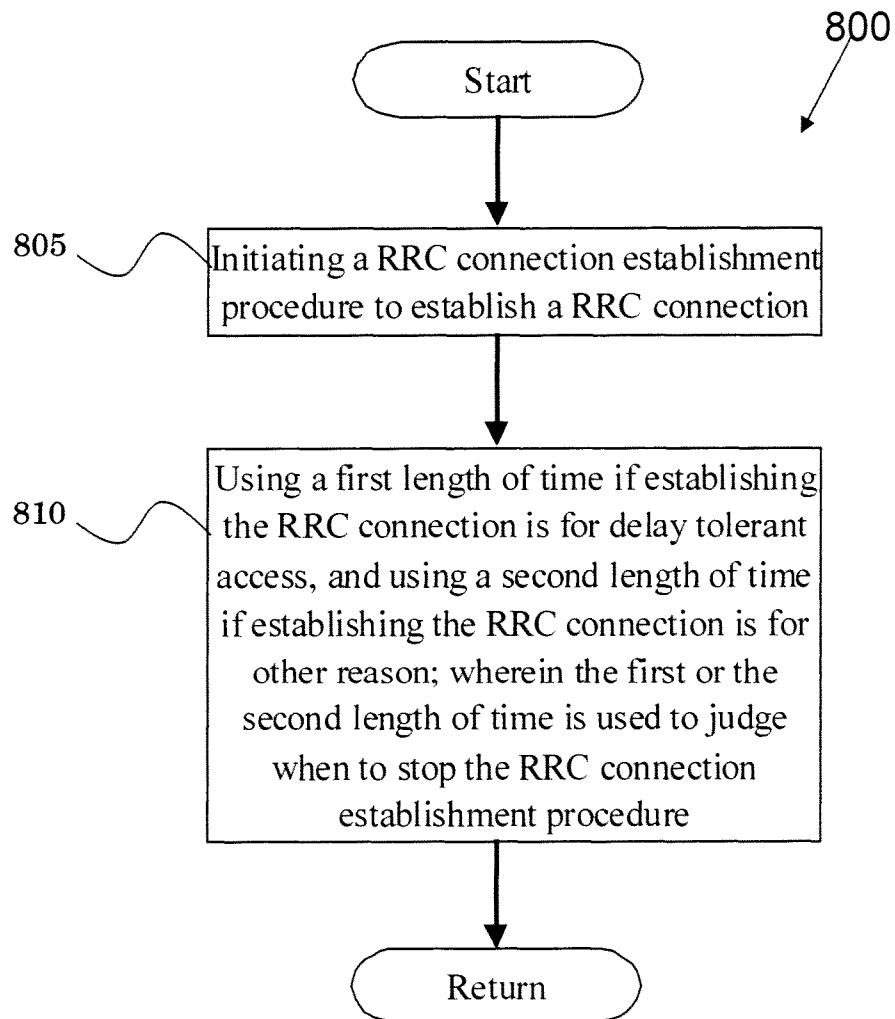 800
Start
805
Initiating a RRC connection establishment
procedure to establish a RRC connection
810
Using a first length of time if establishing
the RRC connection is for delay tolerant
access, and using a second length of time
if establishing the RRC connection is for
other reason; wherein the first or the
second length of time is used to judge
when to stop the RRC connection
establishment procedure
Return